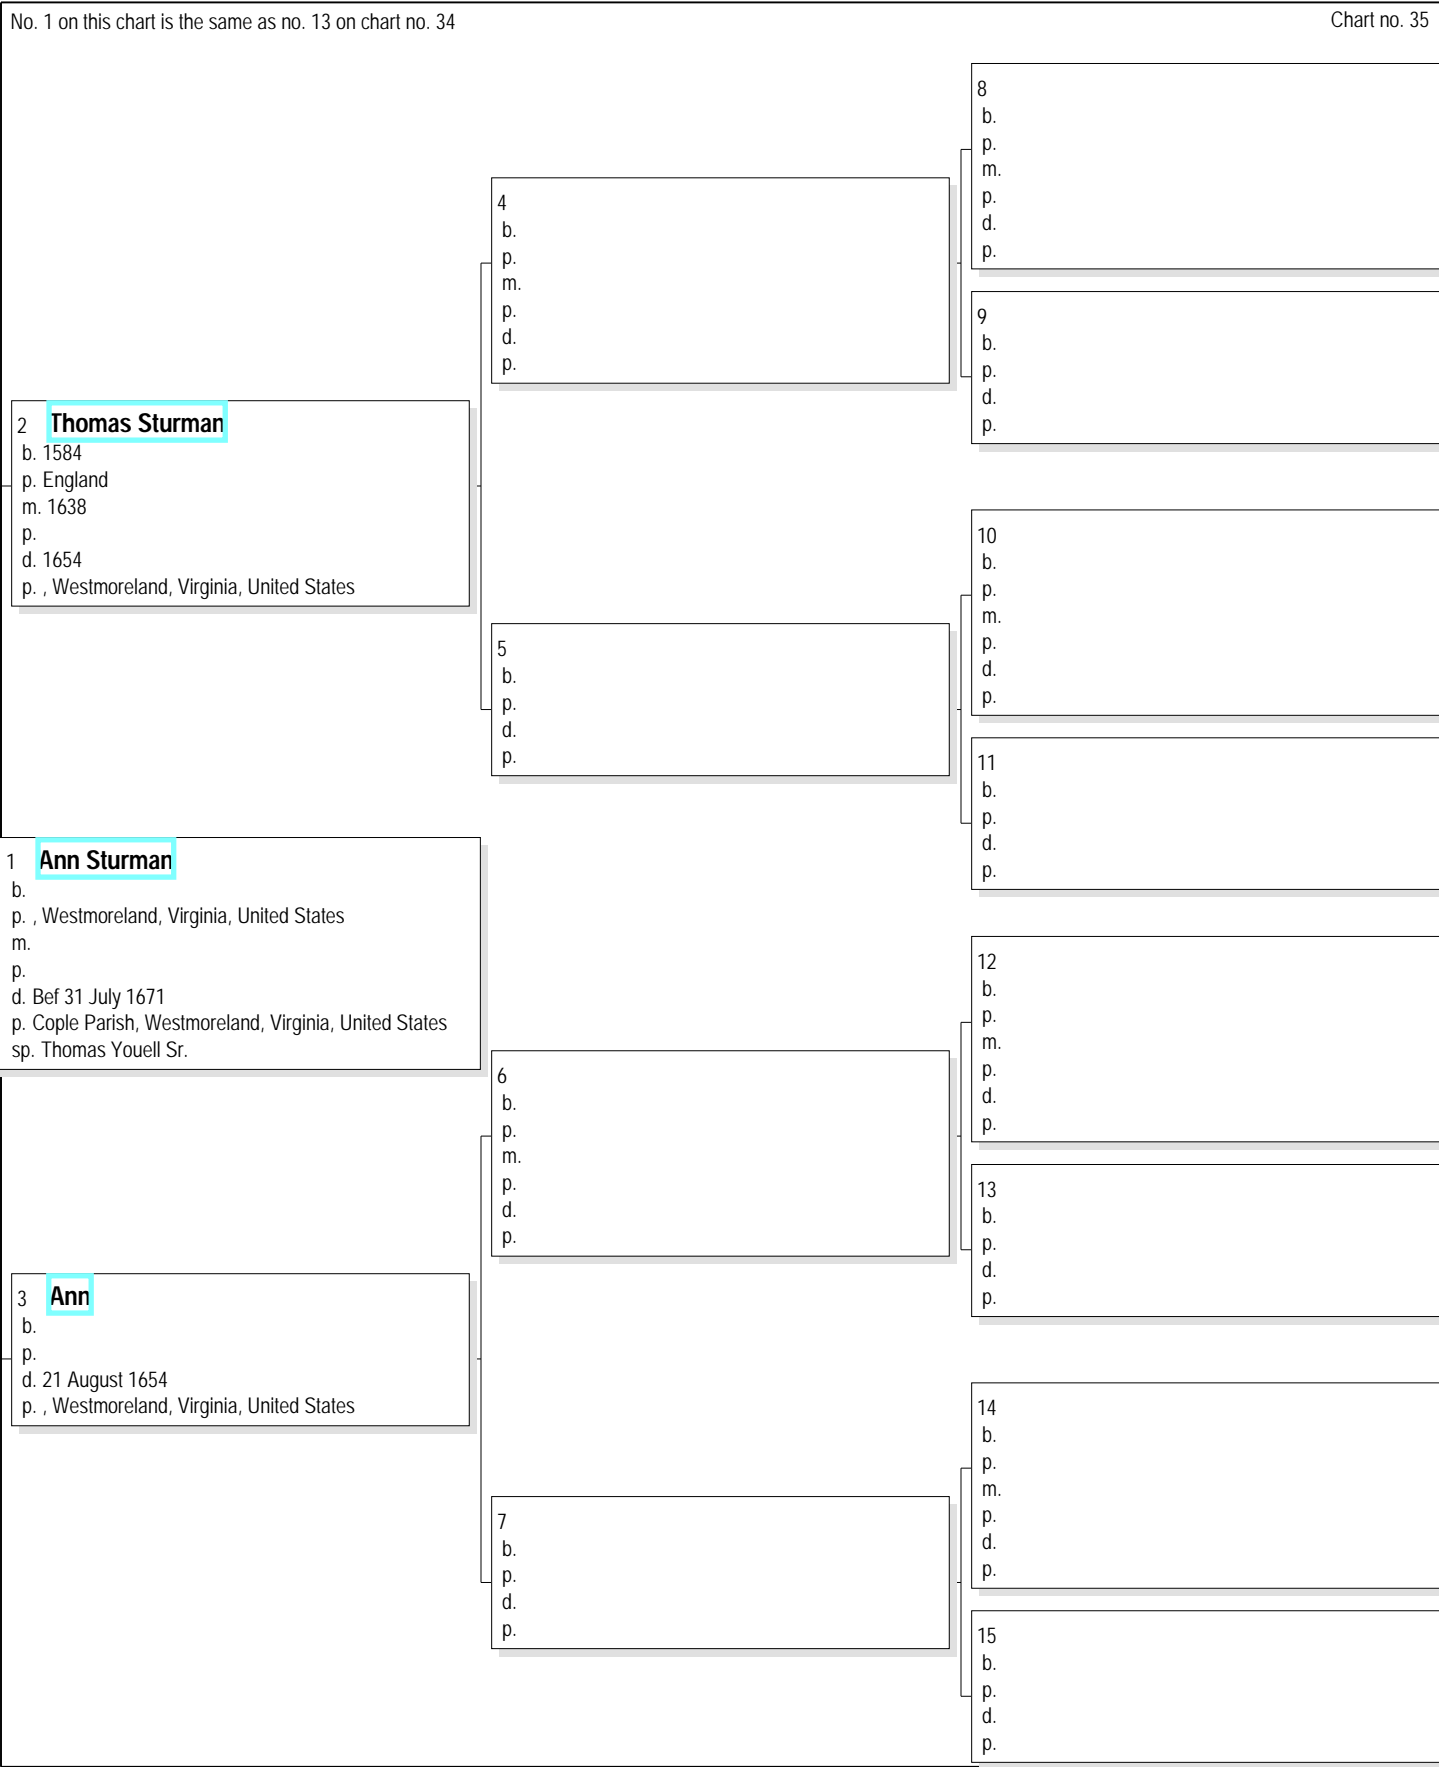 No. 1 on this chart is the same as no. 13 on chart no. 34
Chart no. 35
8
b.
p.
m.
p.
d.
p.
4
b.
p.
m.
p.
d.
p.
9
b.
p.
d.
p.
2 Thomas Sturman
b. 1584
p. England
m. 1638
p.
d. 1654
p. , Westmoreland, Virginia, United States
10
b.
p.
m.
p.
d.
p.
5
b.
p.
d.
p.
11
b.
p.
d.
p.
1 Ann Sturman
b.
p. , Westmoreland, Virginia, United States
m.
p.
d. Bef 31 July 1671
p. Cople Parish, Westmoreland, Virginia, United States
sp. Thomas Youell Sr.
12
b.
p.
m.
p.
d.
p.
6
b.
p.
m.
p.
d.
p.
13
b.
p.
d.
p.
3 Ann
b.
p.
d. 21 August 1654
p. , Westmoreland, Virginia, United States
14
b.
p.
m.
p.
d.
p.
7
b.
p.
d.
p.
15
b.
p.
d.
p.